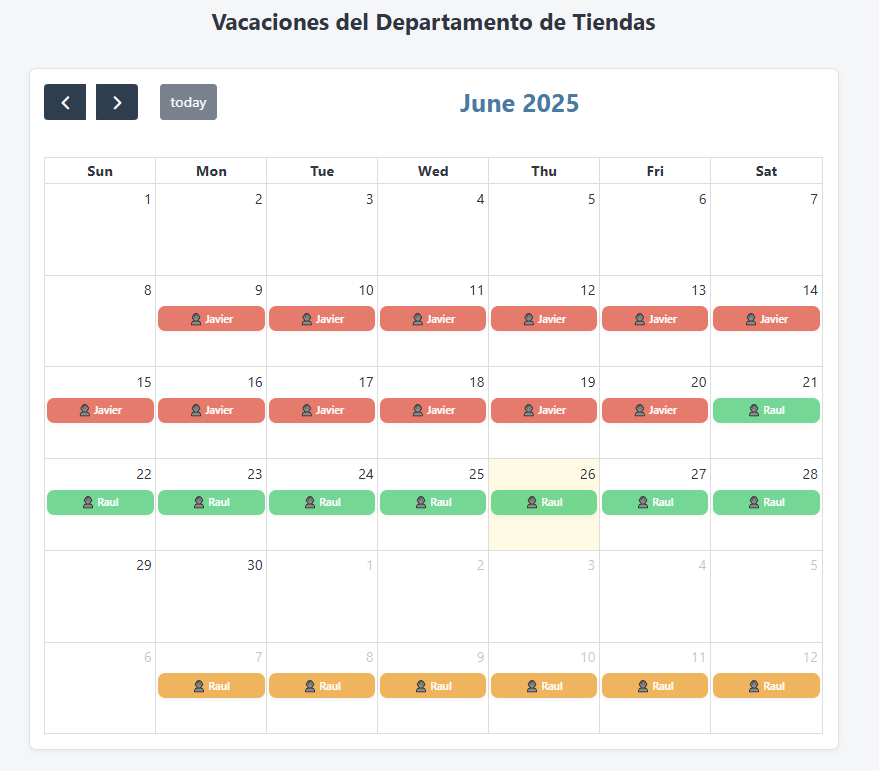 Vacaciones del Departamento de Tiendas
today
June 2025
Sun Mon Tue Wed Thu Fri Sat
1 2 3 4 5 6 7
8 9 10 11 12 13 14
Javier Javier Javier Javier Javier Javier
15 16 17 18 19 20 21
Javier Javier Javier Javier Javier Javier Raul
22 23 24 25 26 27 28
Raul Raul Raul Raul Raul Raul Raul
29 30 1 2 3 4 5
6 7 8 9 10 11 12
Raul Raul Raul Raul Raul Raul